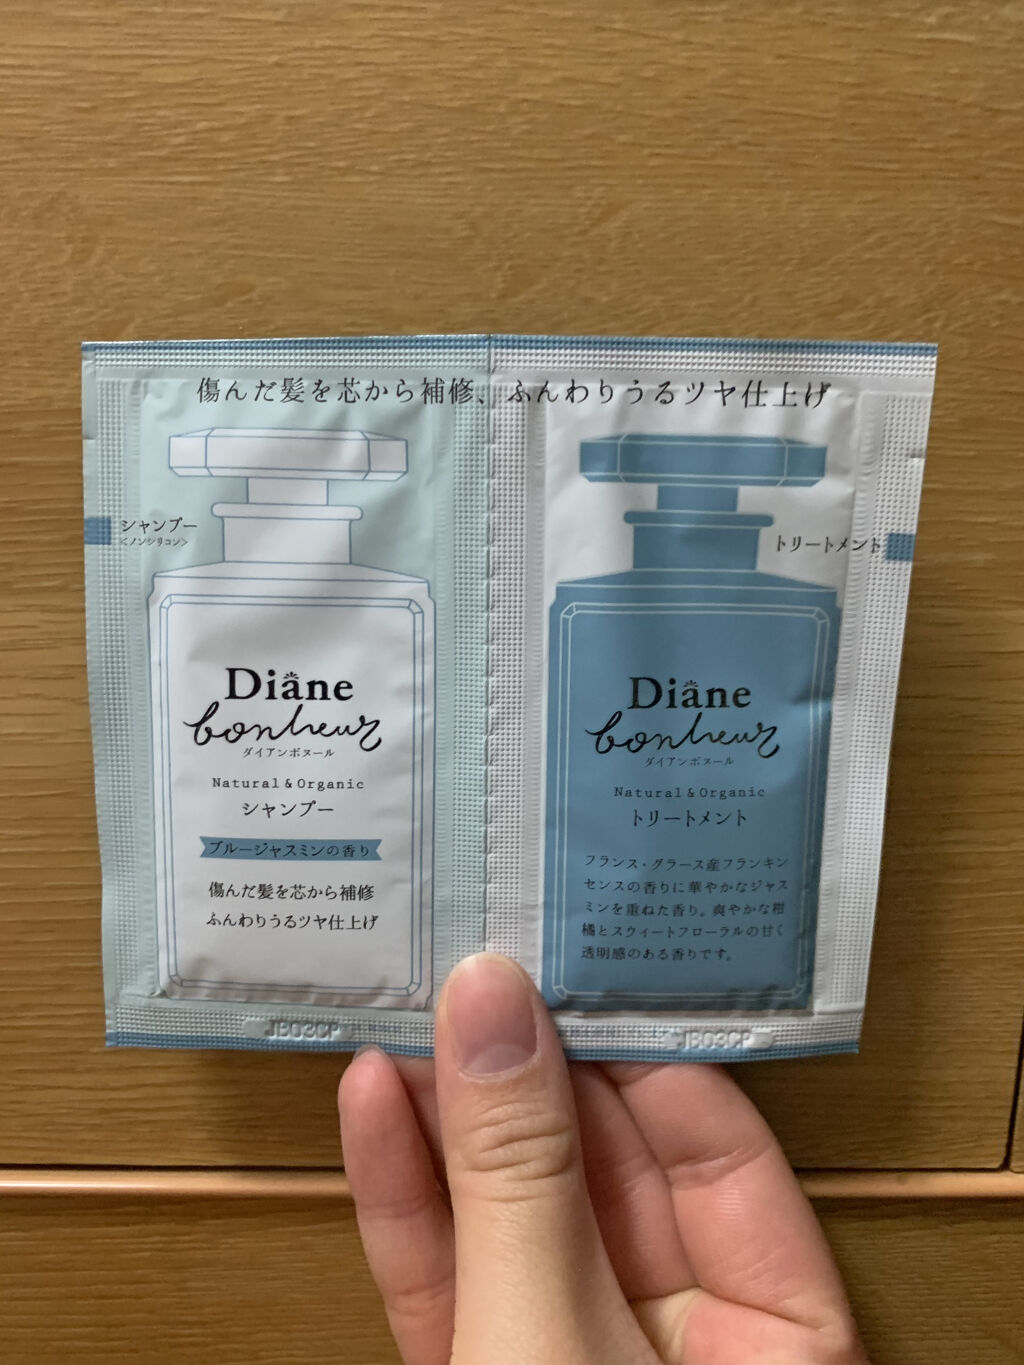 傷んだ髪を芯から補修、ふんわりうるツヤ仕上げ
シャンプー
<ノンシリコン>
Diane
bonheur
ダイアンボヌール
Natural & Organic
シャンプー
ブルージャスミンの香り
傷んだ髪を芯から補修
ふんわりうるツヤ仕上げ
JB03CP
トリートメント
Diane
bonheur
ダイアンボヌール
Natural & Organic
トリートメント
フランス・グラース産フランキン
センスの香りに華やかなジャス
ミンを重ねた香り。爽やかな柑
橘とスウィートフローラルの甘く
透明感のある香りです。
JB03CP